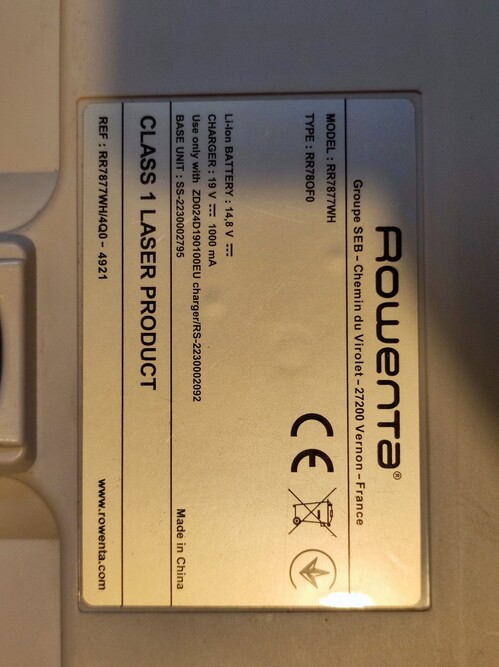 Rowenta®
Groupe SEB - Chemin du Virolet - 27200 Vernon - France
MODEL : RR7877WH
TYPE : RR78OF0
CE
Li-Ion BATTERY : 14,8 V
CHARGER : 19 V 1000 mA
Use only with ZD024D190100EU charger/RS-2230002092
BASE UNIT : SS-2230002795
Made in China
CLASS 1 LASER PRODUCT
REF : RR7877WH/4Q0 - 4921
www.rowenta.com